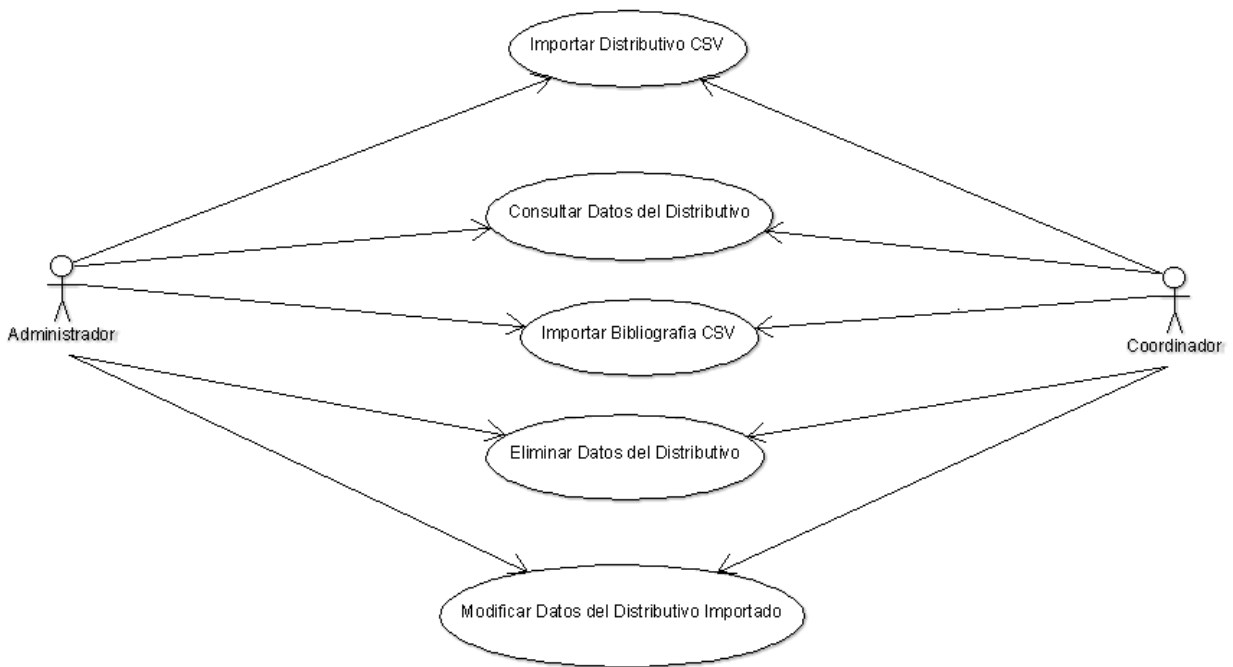 Importar Distributivo CSV
Consultar Datos del Distributivo
Administrador
Importar Bibliografia CSV
Coordinador
Eliminar Datos del Distributivo
Modificar Datos del Distributivo Importado